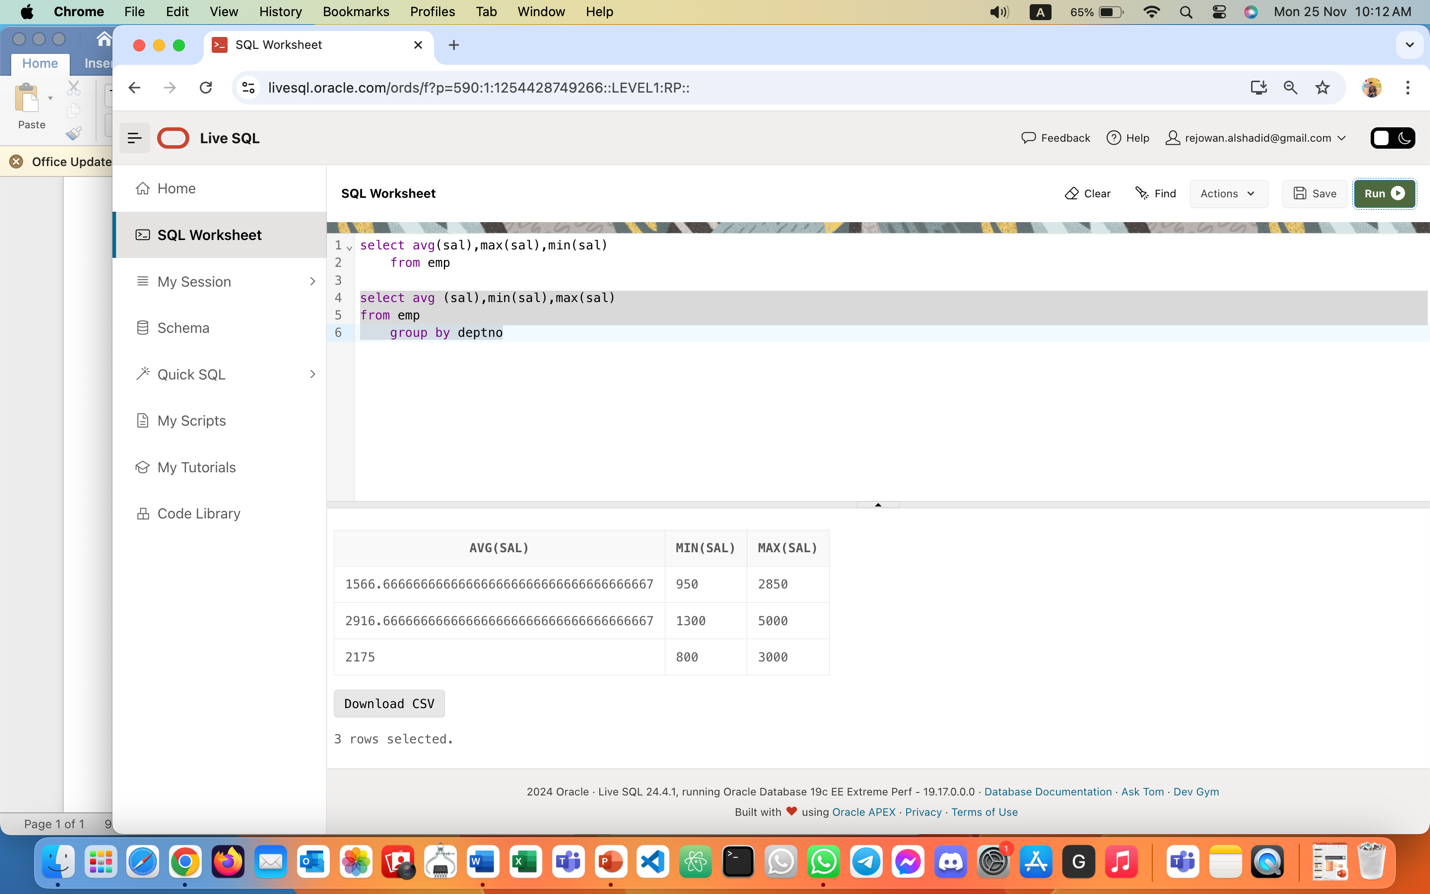 Chrome File Edit View History Bookmarks Profiles Tab Window Help A 65% Mon 25 Nov 10:12 AM
SQL Worksheet
Home Inser
livesql.oracle.com/ords/f?p=590:1:1254428749266::LEVEL1:RP::
Paste
Live SQL Feedback Help rejowan.alshadid@gmail.com
Office Update
Home
SQL Worksheet Clear Find Actions Save Run
SQL Worksheet
My Session
Schema
Quick SQL
My Scripts
My Tutorials
Code Library
1 select avg(sal),max(sal),min(sal)
2 from emp
3
4 select avg (sal),min(sal),max(sal)
5 from emp
6 group by deptno
AVG(SAL) MIN(SAL) MAX(SAL)
1566.66666666666666666666666666666666667 950 2850
2916.66666666666666666666666666666666667 1300 5000
2175 800 3000
Download CSV
3 rows selected.
2024 Oracle · Live SQL 24.4.1, running Oracle Database 19c EE Extreme Perf - 19.17.0.0.0 · Database Documentation · Ask Tom · Dev Gym
Built with ❤ using Oracle APEX · Privacy · Terms of Use
Page 1 of 1 9